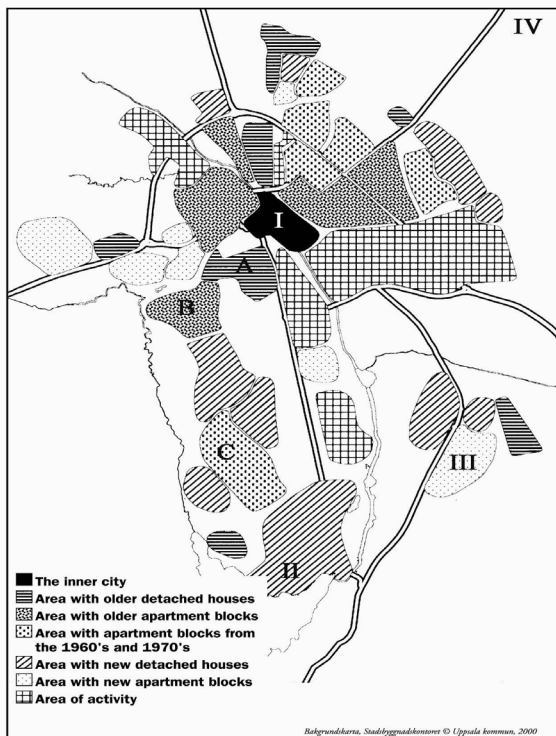 IV
I
A
B
C
III
II
The inner city
Area with older detached houses
Area with older apartment blocks
Area with apartment blocks from
the 1960's and 1970's
Area with new detached houses
Area with new apartment blocks
Area of activity
Bakgrundskarta, Stadsbyggnadskontoret © Uppsala kommun, 2000